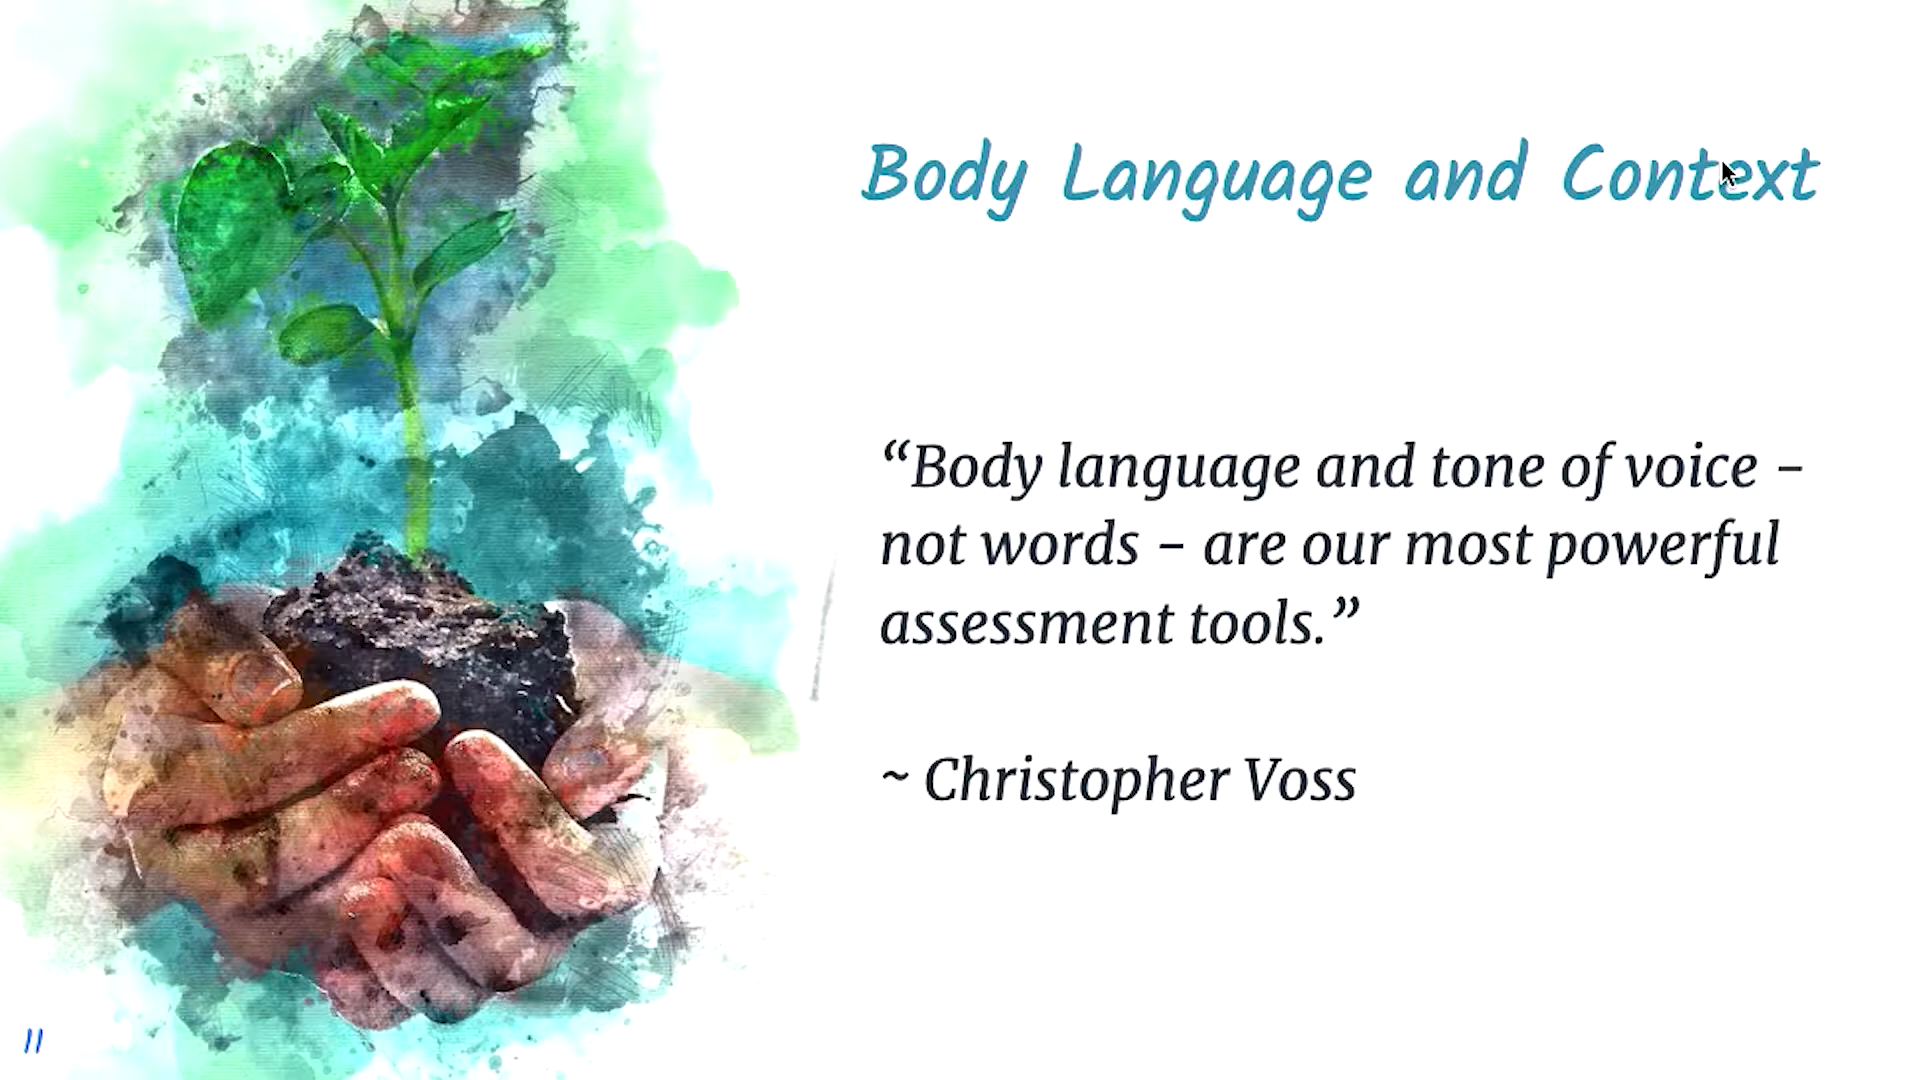 Body Language and Context
“Body language and tone of voice –
not words – are our most powerful
assessment tools.”
~ Christopher Voss
11